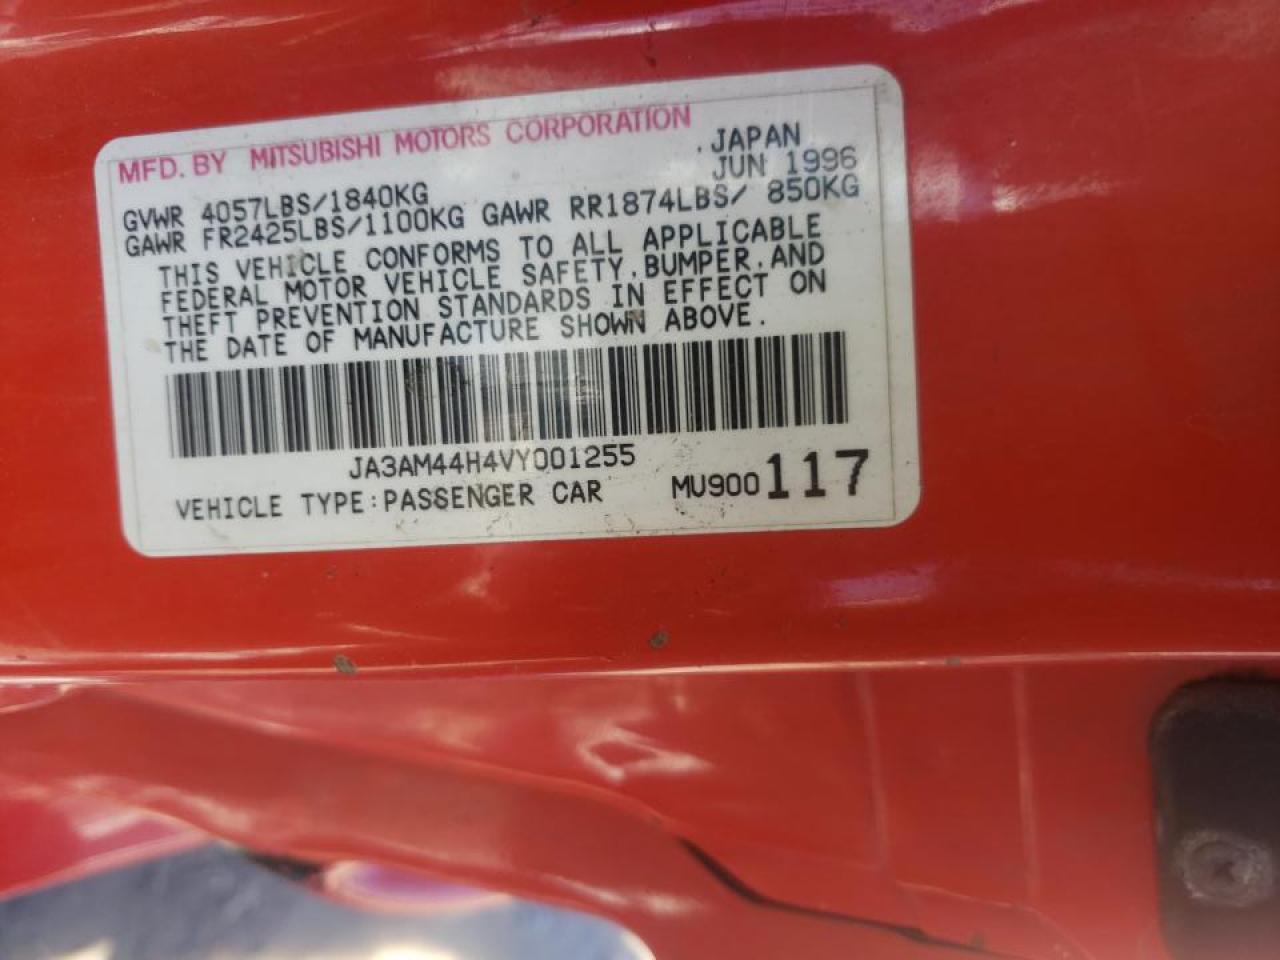 MFD. BY MITSUBISHI MOTORS CORPORATION
. JAPAN
JUN 1996
GVWR 4057LBS/1840KG
GAWR FR2425LBS/1100KG GAWR RR1874LBS/ 850KG
THIS VEHICLE CONFORMS TO ALL APPLICABLE
FEDERAL MOTOR VEHICLE SAFETY,BUMPER,AND
THEFT PREVENTION STANDARDS IN EFFECT ON
THE DATE OF MANUFACTURE SHOWN ABOVE.
JA3AM44H4VY001255
VEHICLE TYPE:PASSENGER CAR MU900117